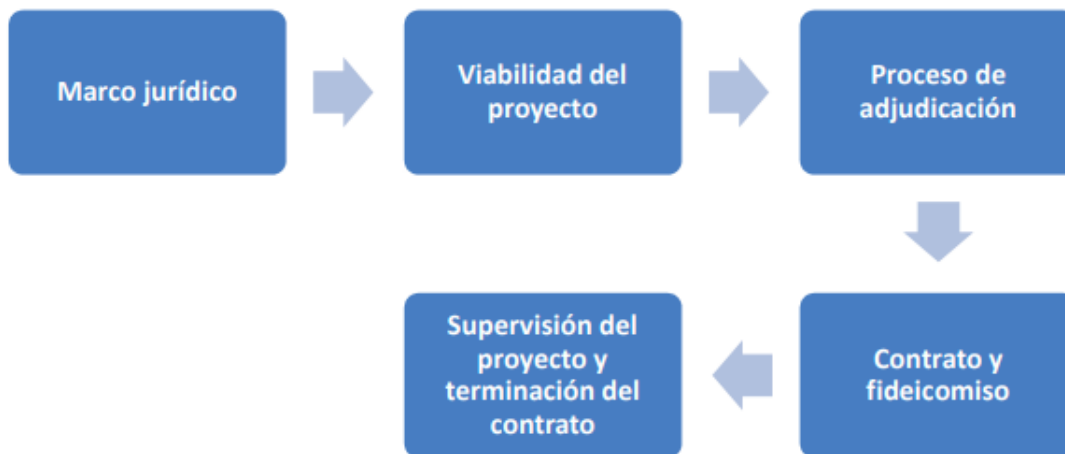 Marco jurídico
Viabilidad del
proyecto
Proceso de
adjudicación
Contrato y
fideicomiso
Supervisión del
proyecto y
terminación del
contrato